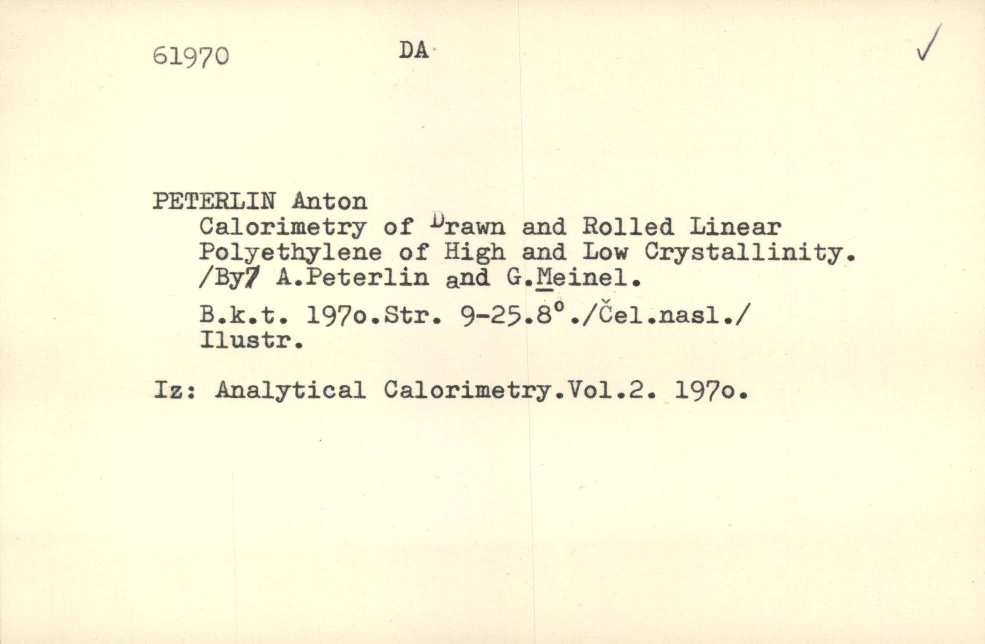 61970 DA ✓
PETERLIN Anton
Calorimetry of Drawn and Rolled Linear
Polyethylene of High and Low Crystallinity.
/By/ A.Peterlin and G.Meinel.
B.k.t. 197o.Str. 9-25.8°./Čel.nasl./
Ilustr.
Iz: Analytical Calorimetry.Vol.2. 197o.